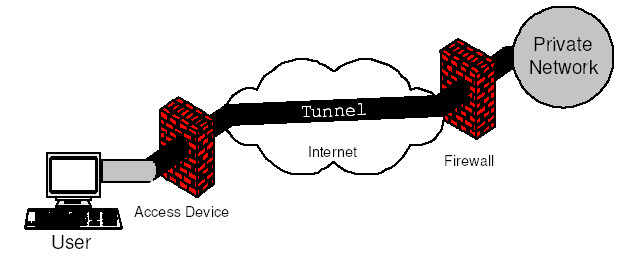 Private
Network
Tunnel
Internet
Firewall
Access Device
User